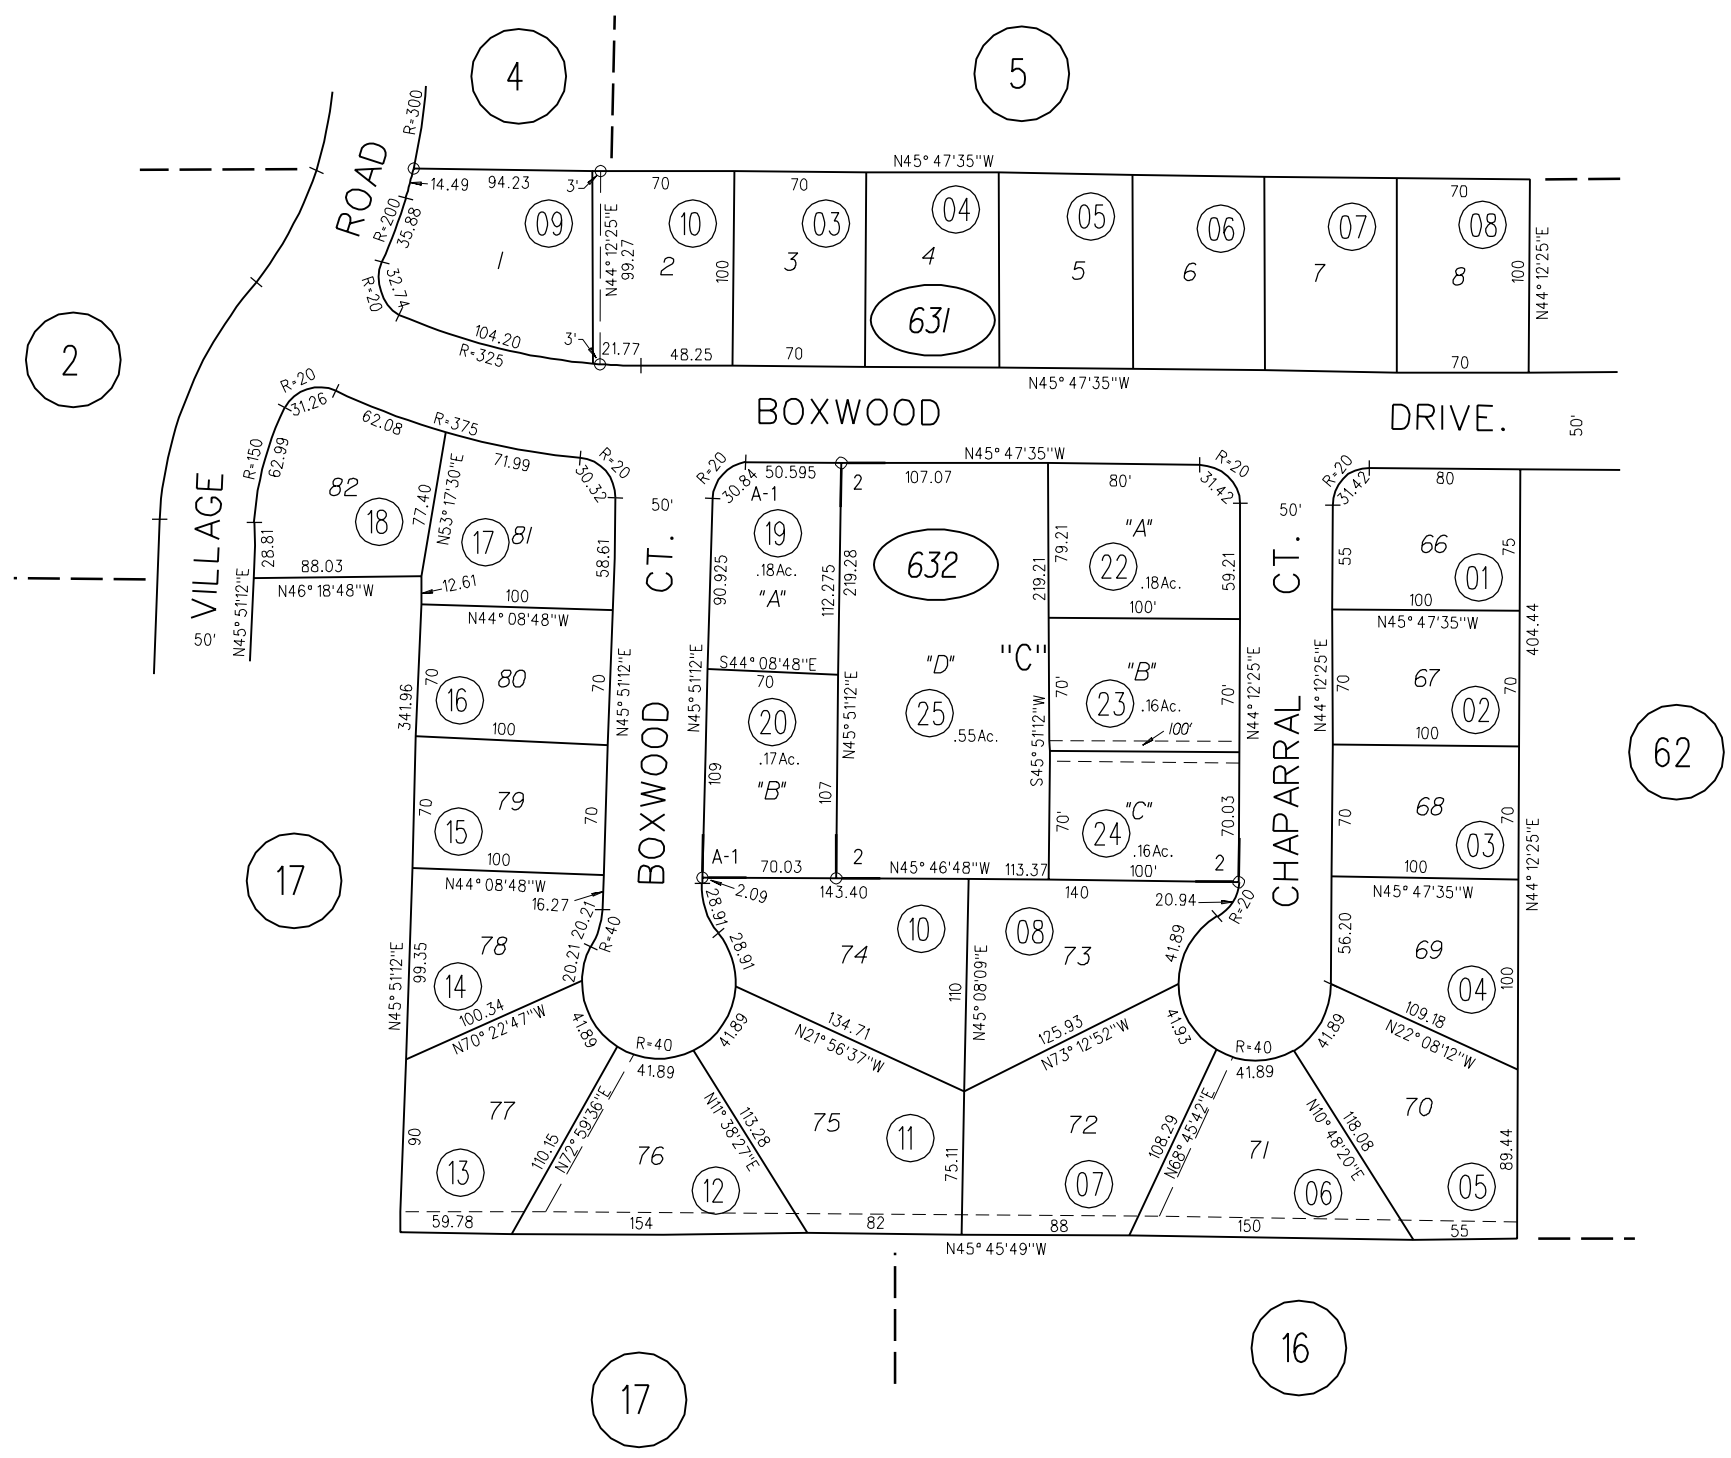 4
5
2
62
17
17
16
ROAD
VILLAGE
50'
BOXWOOD
DRIVE.
50'
BOXWOOD
CT.
50'
CHAPARRAL
CT.
50'
R=300
14.49
94.23
3'
R=200
35.88
32.74
R=20
104.20
R=325
3'
21.77
48.25
N44°12'25"E
99.27
N45°47'35"W
09
1
70
10
2
100
70
03
3
70
04
4
631
05
5
06
6
07
7
70
08
8
100
N44°12'25"E
70
N45°47'35"W
R=20
31.26
R=150
62.99
62.08
R=375
71.99
R=20
30.32
82
18
28.81
88.03
N46°18'48"W
N45°51'12"E
77.40
N53°17'30"E
17
81
58.61
12.61
100
N44°08'48"W
341.96
70
80
16
70
100
N45°51'12"E
70
79
15
70
100
N44°08'48"W
16.27
20.21
20.21
R=40
78
14
99.35
N45°51'12"E
100.34
N70°22'47"W
41.89
R=40
41.89
41.89
77
13
90
59.78
110.15
N72°59'36"E
76
12
154
N11°38'27"E
113.28
R=20
30.84
50.595
A-1
19
.18Ac.
"A"
90.925
112.275
N45°51'12"E
S44°08'48"E
70
20
.17Ac.
"B"
109
107
A-1
70.03
2.09
28.91
28.91
143.40
2
107.07
N45°47'35"W
219.28
632
219.21
"D"
"C"
25
.55Ac.
N45°51'12"E
S45°51'12"W
2
N45°46'48"W
113.37
80'
R=20
31.42
79.21
"A"
22
.18Ac.
59.21
100'
70'
"B"
23
.16Ac.
70'
100'
N44°12'25"E
70'
"C"
24
.16Ac.
70.03
100'
2
140
20.94
R=20
74
10
134.71
N21°56'37"W
110
N45°08'09"E
75
11
75.11
82
08
73
41.89
125.93
N73°12'52"W
41.93
R=40
41.89
41.89
72
07
88
108.29
N68°45'42"E
71
06
150
N10°48'20"E
118.08
N45°45'49"W
R=20
31.42
80
55
66
01
75
100
N45°47'35"W
404.44
N44°12'25"E
70
67
02
70
100
70
68
03
70
100
N45°47'35"W
N44°12'25"E
56.20
69
04
100
109.18
N22°08'12"W
70
05
89.44
55